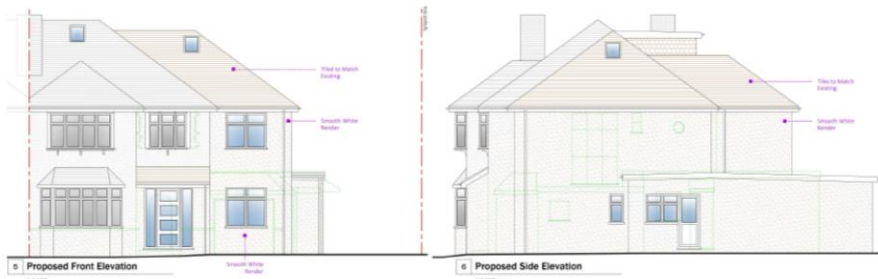 Tiled to Match
Existing
Smooth White
Render
Smooth White
Render
5 Proposed Front Elevation
Tiles to Match
Existing
Smooth White
Render
6 Proposed Side Elevation